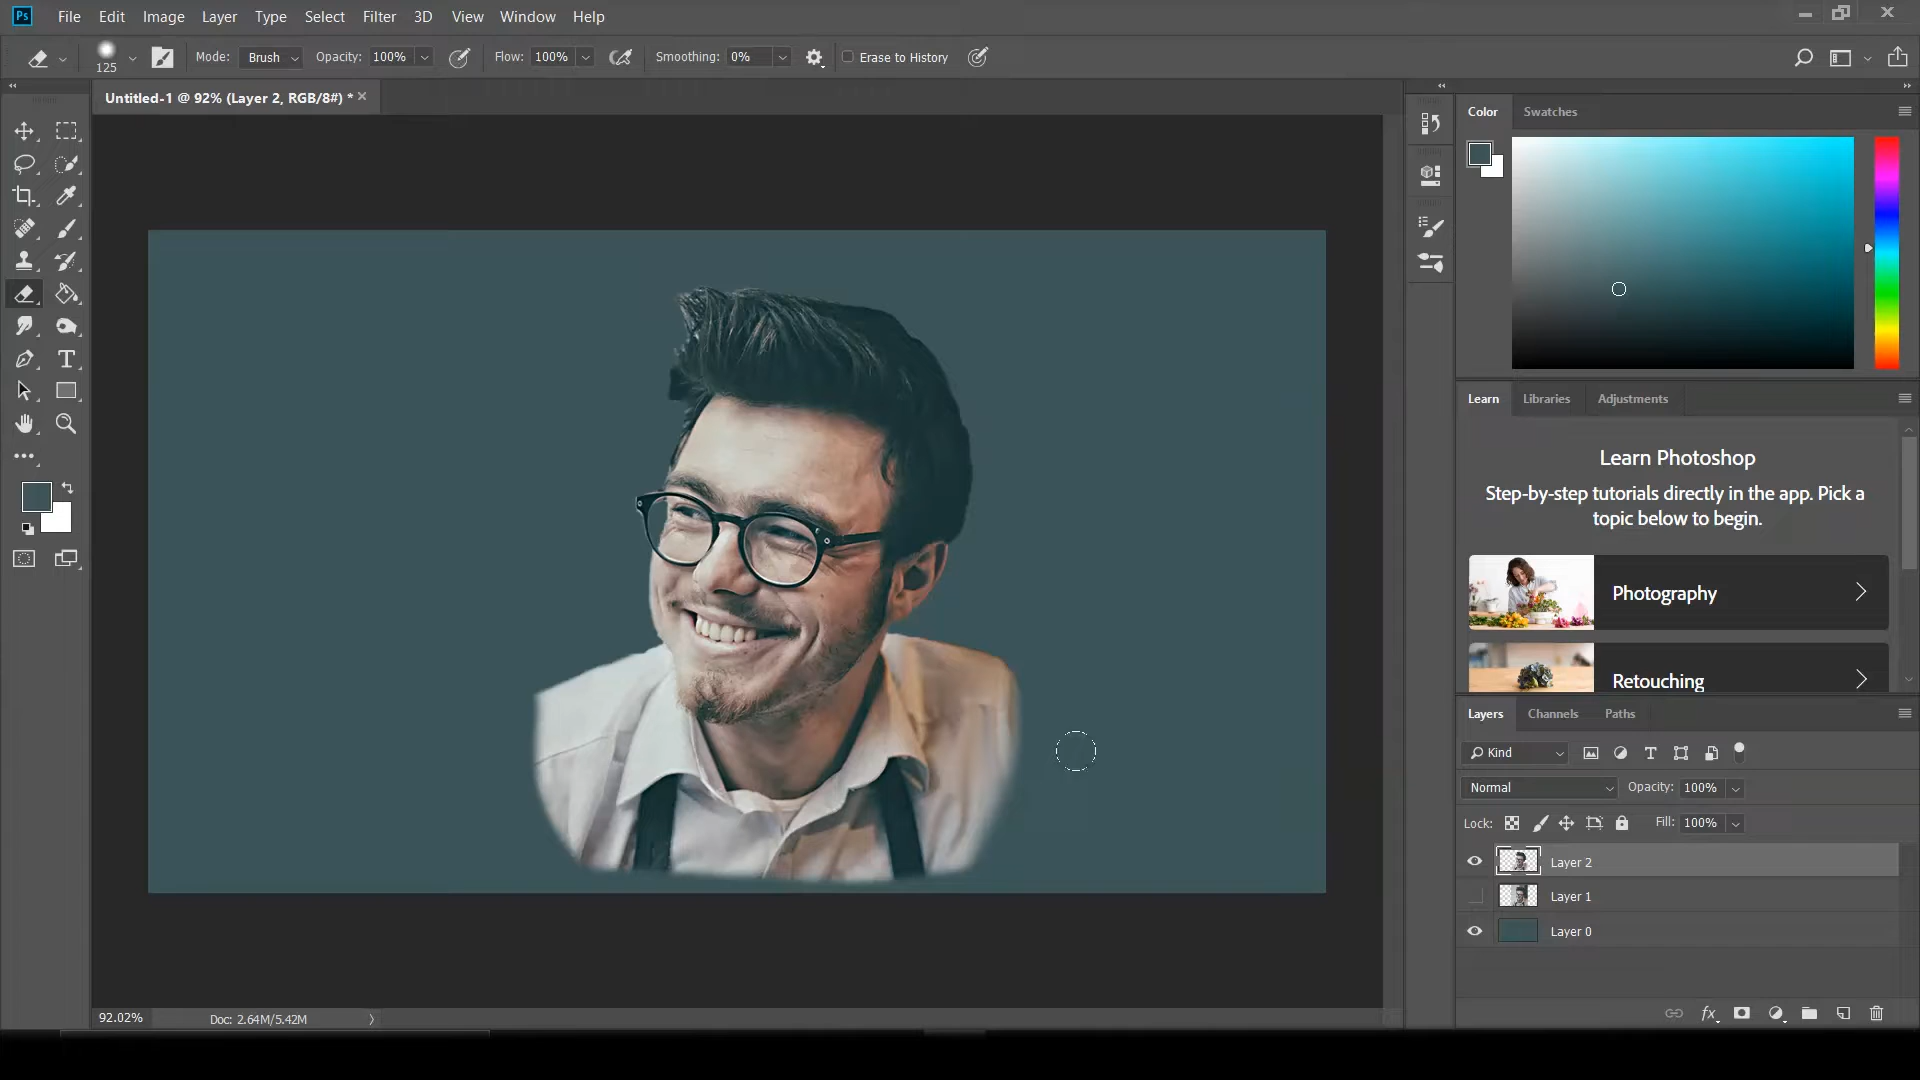 Ps File Edit Image Layer Type Select Filter 3D View Window Help
125 Mode: Brush Opacity: 100% Flow: 100% Smoothing: 0% Erase to History
Untitled-1 @ 92% (Layer 2, RGB/8#) *
Color Swatches
Learn Libraries Adjustments
Learn Photoshop
Step-by-step tutorials directly in the app. Pick a
topic below to begin.
Photography
Retouching
Layers Channels Paths
Kind
Normal Opacity: 100%
Lock: Fill: 100%
Layer 2
Layer 1
Layer 0
92.02% Doc: 2.64M/5.42M